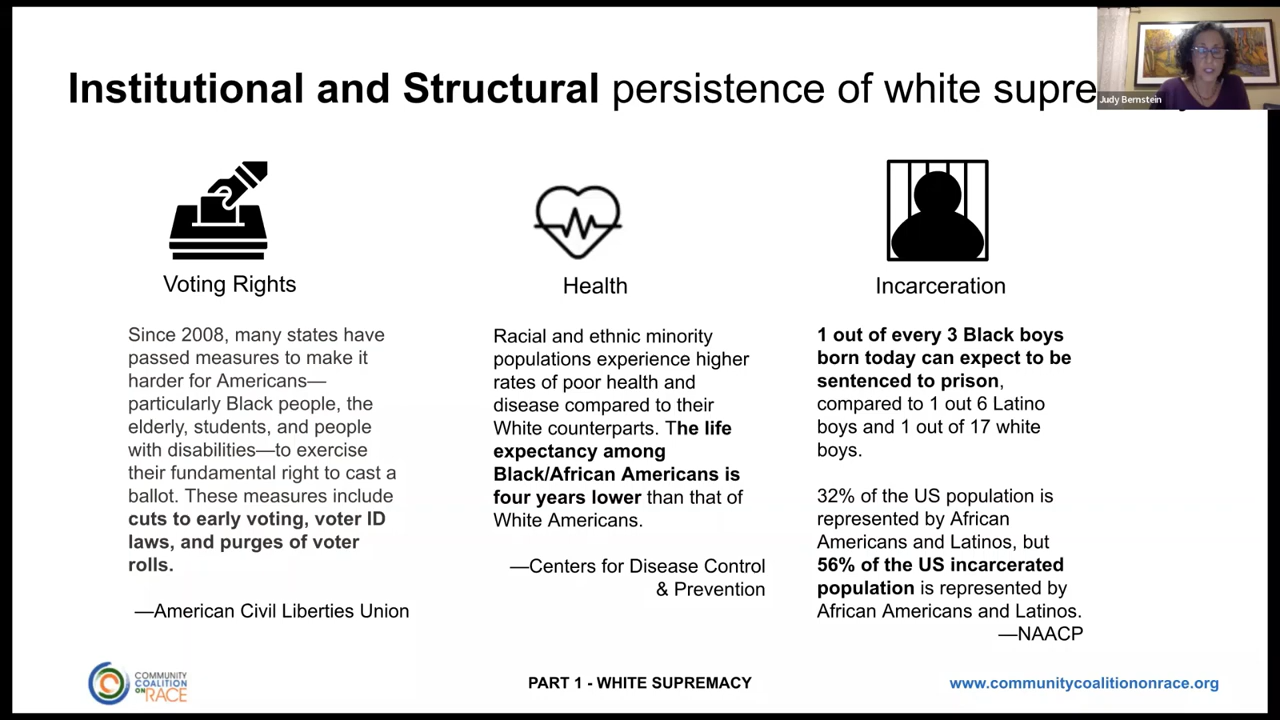 Institutional and Structural persistence of white supre
Judy Bernstein
Voting Rights
Since 2008, many states have
passed measures to make it
harder for Americans—
particularly Black people, the
elderly, students, and people
with disabilities—to exercise
their fundamental right to cast a
ballot. These measures include
cuts to early voting, voter ID
laws, and purges of voter
rolls.
—American Civil Liberties Union
Health
Racial and ethnic minority
populations experience higher
rates of poor health and
disease compared to their
White counterparts. The life
expectancy among
Black/African Americans is
four years lower than that of
White Americans.
—Centers for Disease Control
& Prevention
Incarceration
1 out of every 3 Black boys
born today can expect to be
sentenced to prison,
compared to 1 out 6 Latino
boys and 1 out of 17 white
boys.
32% of the US population is
represented by African
Americans and Latinos, but
56% of the US incarcerated
population is represented by
African Americans and Latinos.
—NAACP
COMMUNITY
COALITION
ON RACE
PART 1 - WHITE SUPREMACY
www.communitycoalitiononrace.org